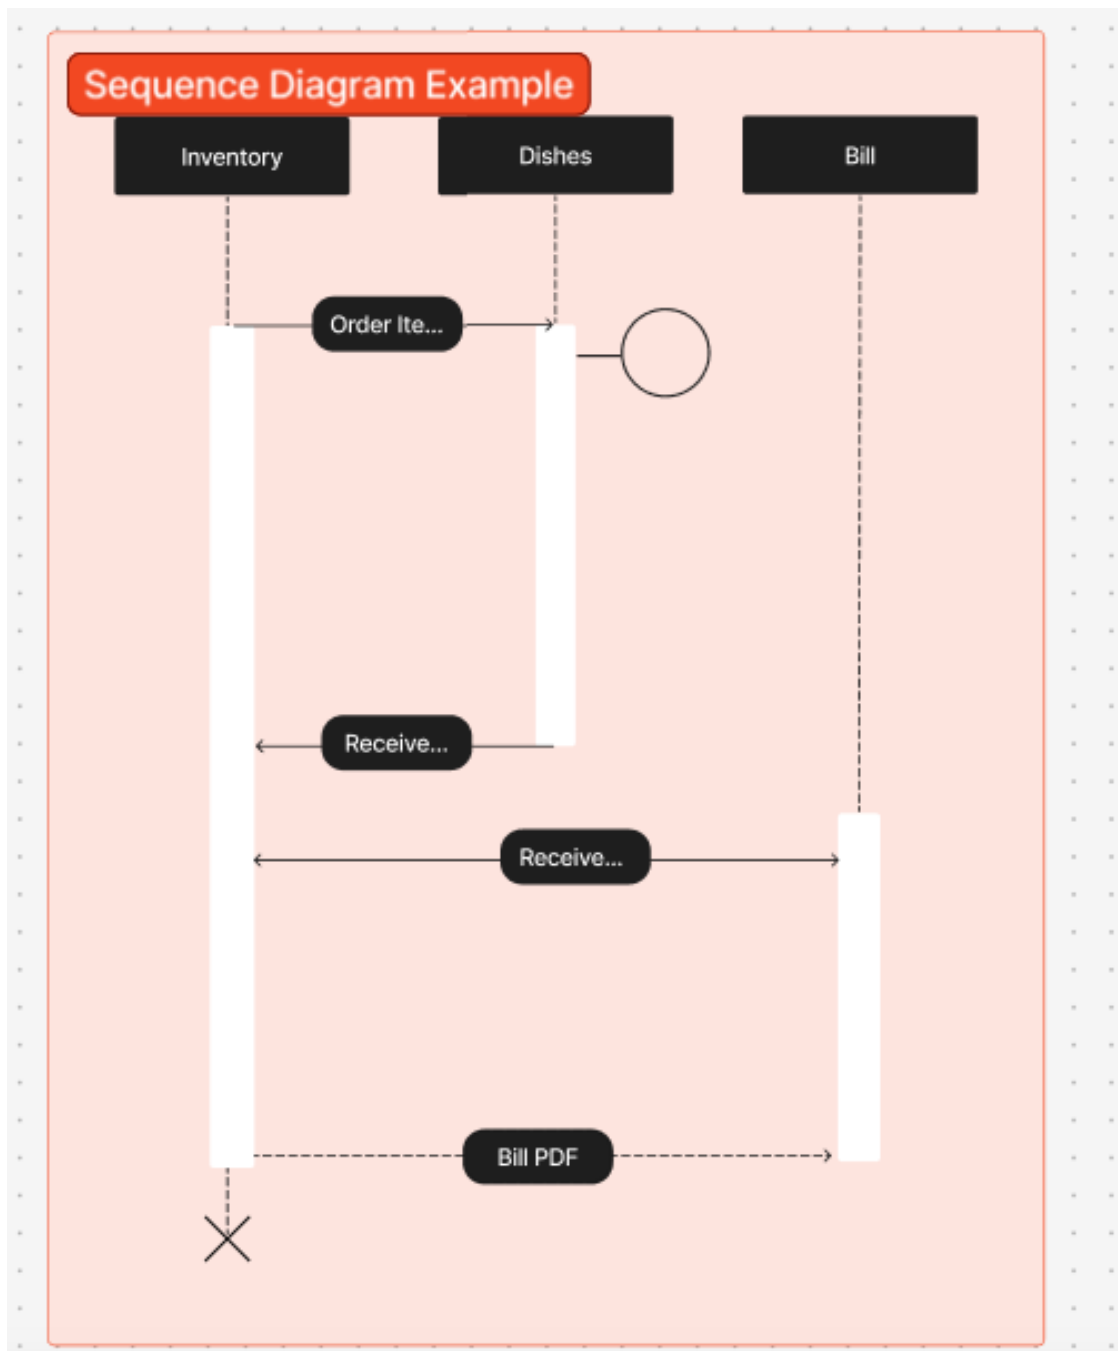 Sequence Diagram Example
Inventory
Dishes
Bill
Order Ite...
Receive...
Receive...
Bill PDF